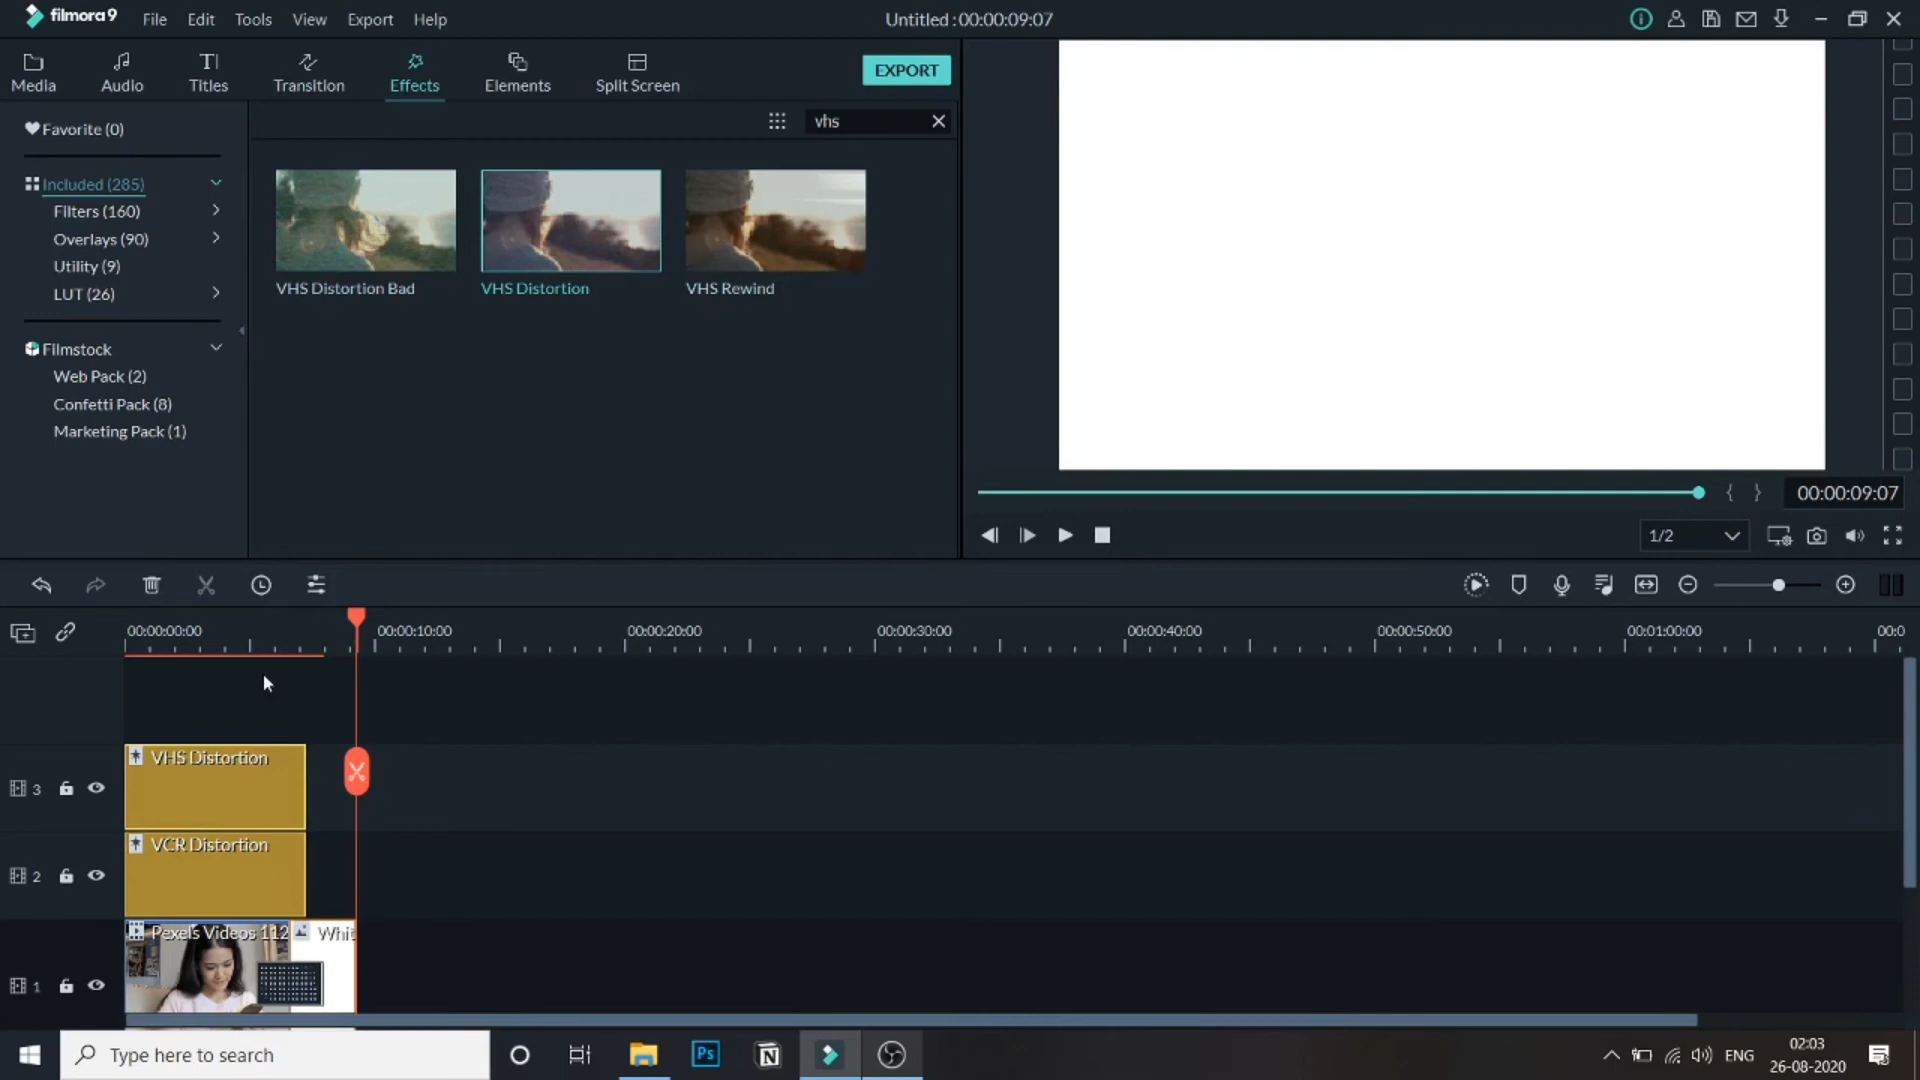 filmora9
File Edit Tools View Export Help
Untitled : 00:00:09:07
Media Audio Titles Transition Effects Elements Split Screen
EXPORT
Favorite (0)
vhs
Included (285)
Filters (160)
Overlays (90)
Utility (9)
LUT (26)
VHS Distortion Bad VHS Distortion VHS Rewind
Filmstock
Web Pack (2)
Confetti Pack (8)
Marketing Pack (1)
{ } 00:00:09:07
1/2
00:00:00:00 00:00:10:00 00:00:20:00 00:00:30:00 00:00:40:00 00:00:50:00 00:01:00:00 00:0
VHS Distortion
3
VCR Distortion
2
Pexels Videos 112 Whit
1
Type here to search
Ps
N
ENG
02:03
26-08-2020